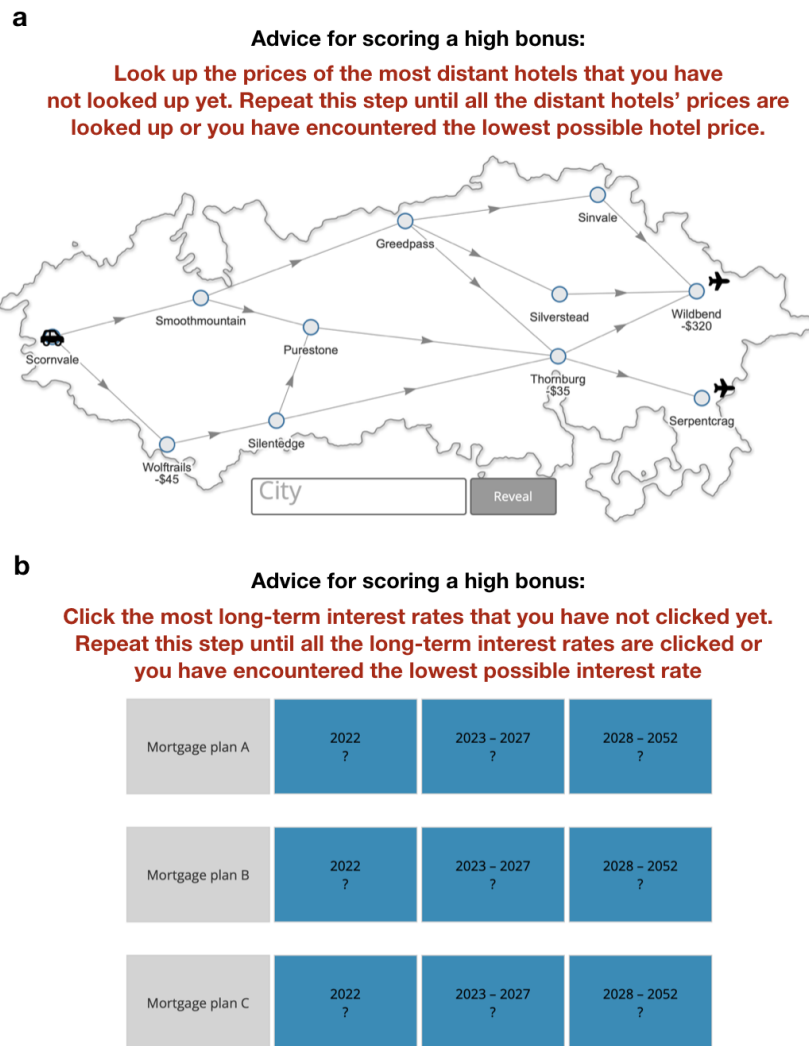 a
Advice for scoring a high bonus:
Look up the prices of the most distant hotels that you have
not looked up yet. Repeat this step until all the distant hotels’ prices are
looked up or you have encountered the lowest possible hotel price.
Sinvale
Greedpass
Smoothmountain
Silverstead
Wildbend
-$320
Scornvale
Purestone
Thornburg
-$35
Serpentcrag
Silentedge
Wolftrails
-$45
City
Reveal
b
Advice for scoring a high bonus:
Click the most long-term interest rates that you have not clicked yet.
Repeat this step until all the long-term interest rates are clicked or
you have encountered the lowest possible interest rate
Mortgage plan A
2022
?
2023 – 2027
?
2028 – 2052
?
Mortgage plan B
2022
?
2023 – 2027
?
2028 – 2052
?
Mortgage plan C
2022
?
2023 – 2027
?
2028 – 2052
?